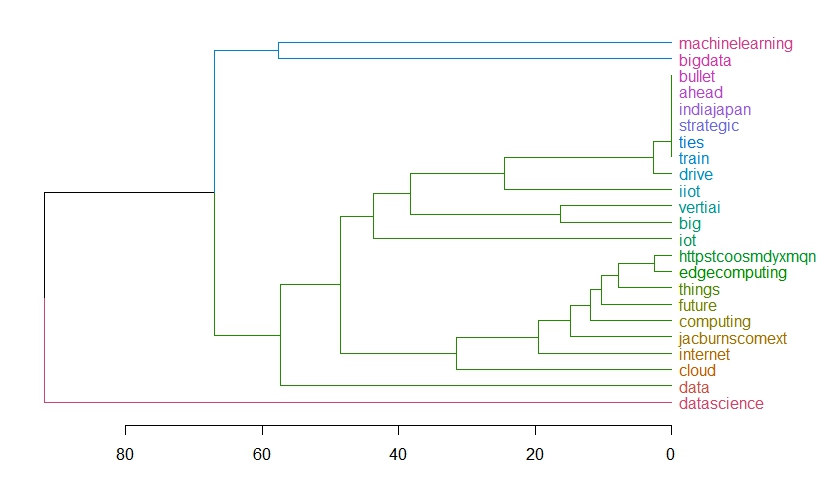 machinelearning
bigdata
bullet
ahead
indiajapan
strategic
ties
train
drive
iiot
vertiai
big
iot
httpstcoosmdyxmqn
edgecomputing
things
future
computing
jacburnscomext
internet
cloud
data
datascience
80 60 40 20 0